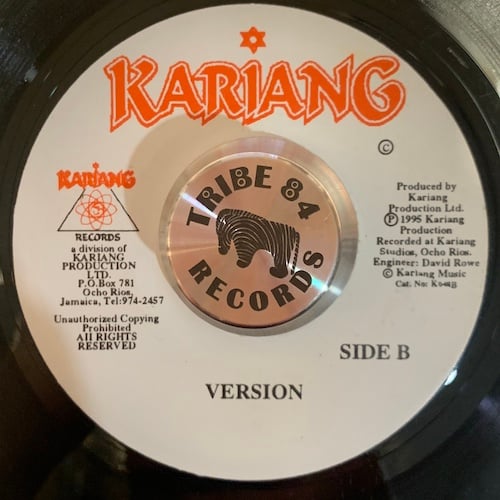 KARIANG
©
KARIANG
RECORDS
a division of
KARIANG
PRODUCTION
LTD.
P.O.Box 781
Ocho Rios,
Jamaica, Tel:974-2457
Unauthorized Copying
Prohibited
All RIGHTS
RESERVED
TRIBE 84
RECORDS
Produced by
Kariang
Production Ltd.
Ⓟ 1995 Kariang
Production
Recorded at Kariang
Studios, Ocho Rios.
Engineer: David Rowe
© Kariang Music
Cat. No:
SIDE B
VERSION